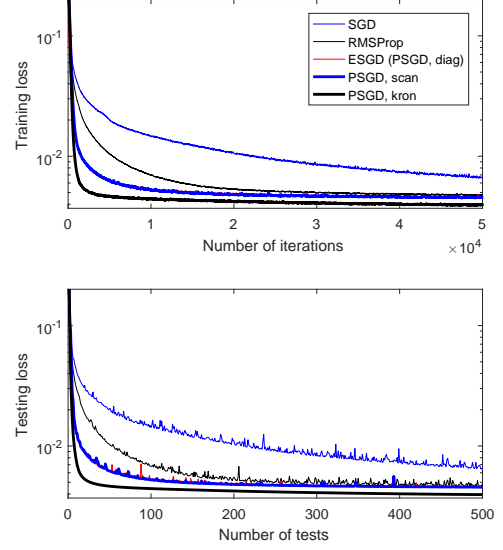 10^-1
10^-2
Training loss
SGD
RMSProp
ESGD (PSGD, diag)
PSGD, scan
PSGD, kron
0 1 2 3 4 5
Number of iterations
×10^4
10^-1
10^-2
Testing loss
0 100 200 300 400 500
Number of tests